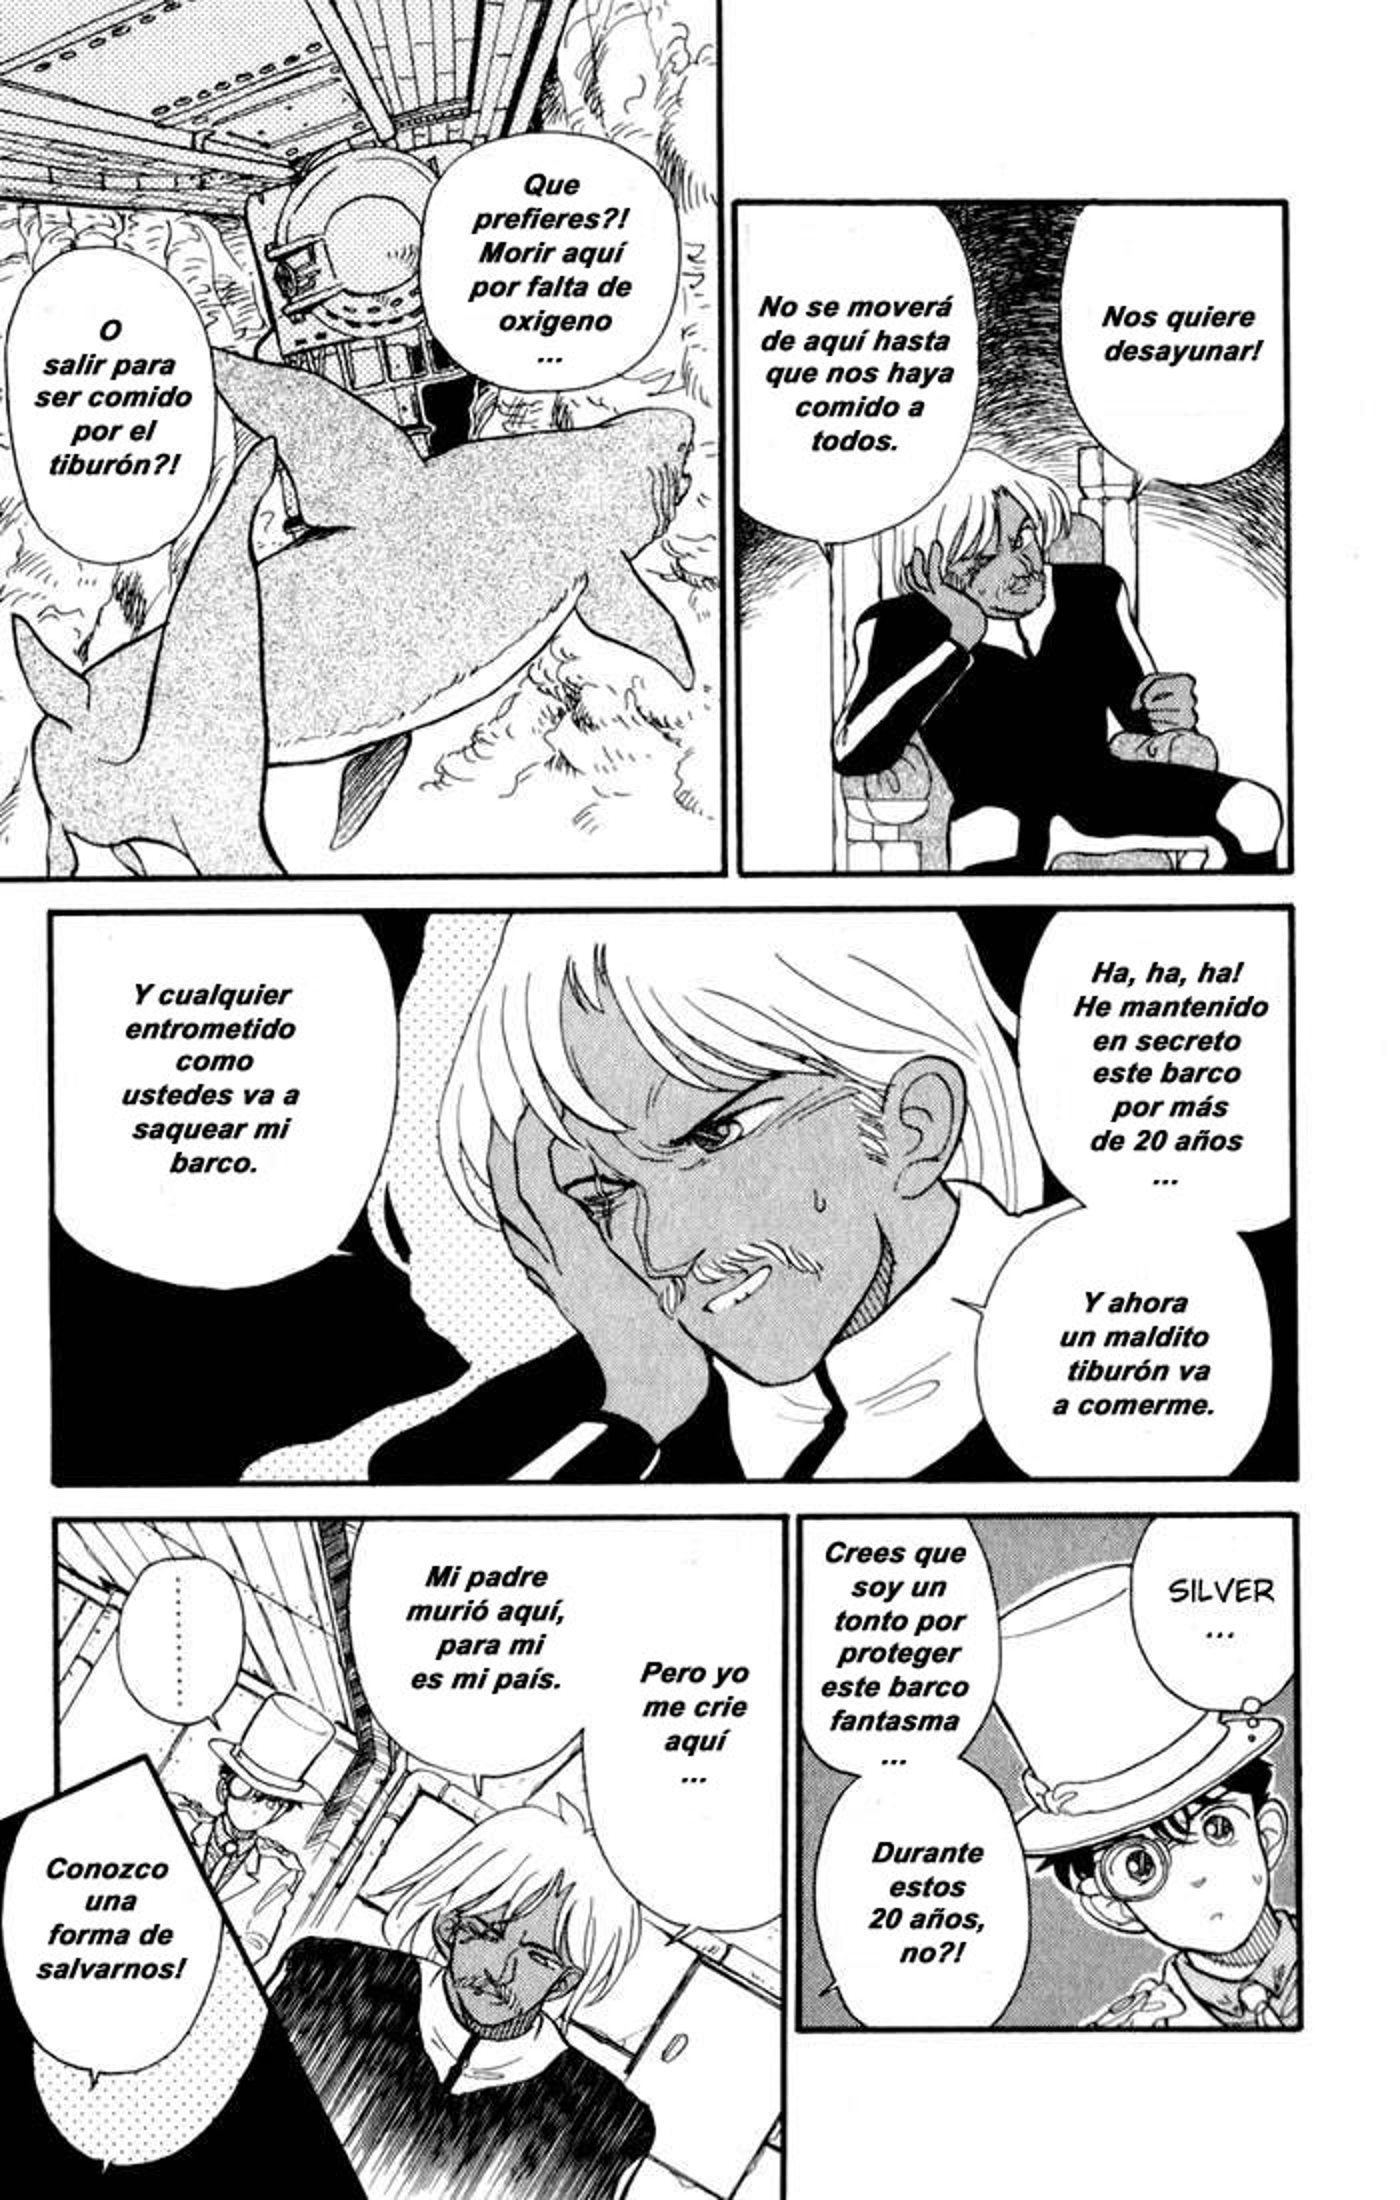 Nos quiere
desayunar!
No se moverá
de aquí hasta
que nos haya
comido a
todos.
Que
prefieres?!
Morir aquí
por falta de
oxigeno
...
O
salir para
ser comido
por el
tiburón?!
Ha, ha, ha!
He mantenido
en secreto
este barco
por más
de 20 años
...
Y ahora
un maldito
tiburón va
a comerme.
Y cualquier
entrometido
como
ustedes va a
saquear mi
barco.
SILVER
...
Crees que
soy un
tonto por
proteger
este barco
fantasma
...
Durante
estos
20 años,
no?!
Pero yo
me crie
aquí
...
Mi padre
murió aquí,
para mi
es mi país.
..........
Conozco
una
forma de
salvarnos!